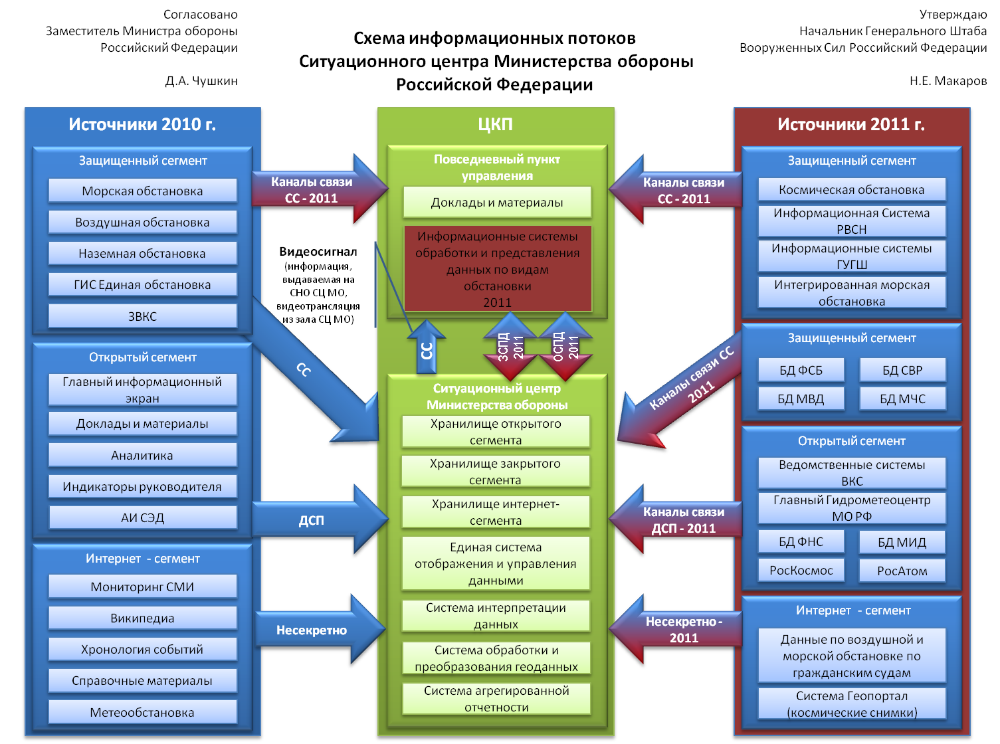 Согласовано
Заместитель Министра обороны
Российский Федерации
Д.А. Чушкин
Схема информационных потоков
Ситуационного центра Министерства обороны
Российской Федерации
Утверждаю
Начальник Генерального Штаба
Вооруженных Сил Российский Федерации
Н.Е. Макаров
Источники 2010 г.
Защищенный сегмент
Морская обстановка
Воздушная обстановка
Наземная обстановка
ГИС Единая обстановка
ЗВКС
Открытый сегмент
Главный информационный
экран
Доклады и материалы
Аналитика
Индикаторы руководителя
АИ СЭД
Интернет - сегмент
Мониторинг СМИ
Википедиа
Хронология событий
Справочные материалы
Метеообстановка
Каналы связи
СС - 2011
Видеосигнал
(информация,
выдаваемая на
СНО СЦ МО,
видеотрансляция
из зала СЦ МО)
СС
ДСП
Несекретно
ЦКП
Повседневный пункт
управления
Доклады и материалы
Информационные системы
обработки и представления
данных по видам
обстановки
2011
СС
ЗСПД
2011
ОСПД
2011
Ситуационный центр
Министерства обороны
Хранилище открытого
сегмента
Хранилище закрытого
сегмента
Хранилище интернет-
сегмента
Единая система
отображения и управления
данными
Система интерпретации
данных
Система обработки и
преобразования геоданных
Система агрегированной
отчетности
Каналы связи
СС - 2011
Каналы связи СС
2011
Каналы связи
ДСП - 2011
Несекретно -
2011
Источники 2011 г.
Защищенный сегмент
Космическая обстановка
Информационная Система
РВСН
Информационные системы
ГУГШ
Интегрированная морская
обстановка
Защищенный сегмент
БД ФСБ
БД СВР
БД МВД
БД МЧС
Открытый сегмент
Ведомственные системы
ВКС
Главный Гидрометеоцентр
МО РФ
БД ФНС
БД МИД
РосКосмос
РосАтом
Интернет - сегмент
Данные по воздушной и
морской обстановке по
гражданским судам
Система Геопортал
(космические снимки)